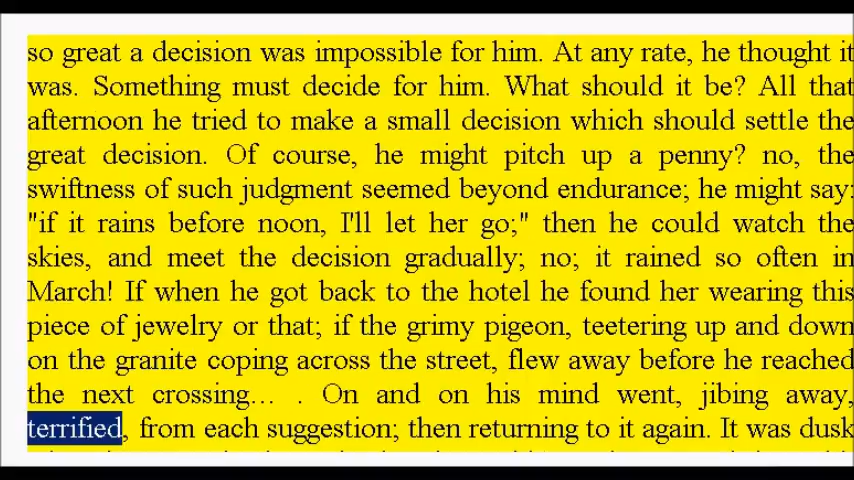 so great a decision was impossible for him. At any rate, he thought it
was. Something must decide for him. What should it be? All that
afternoon he tried to make a small decision which should settle the
great decision. Of course, he might pitch up a penny? no, the
swiftness of such judgment seemed beyond endurance; he might say:
"if it rains before noon, I'll let her go;" then he could watch the
skies, and meet the decision gradually; no; it rained so often in
March! If when he got back to the hotel he found her wearing this
piece of jewelry or that; if the grimy pigeon, teetering up and down
on the granite coping across the street, flew away before he reached
the next crossing... . On and on his mind went, jibing away,
terrified, from each suggestion; then returning to it again. It was dusk